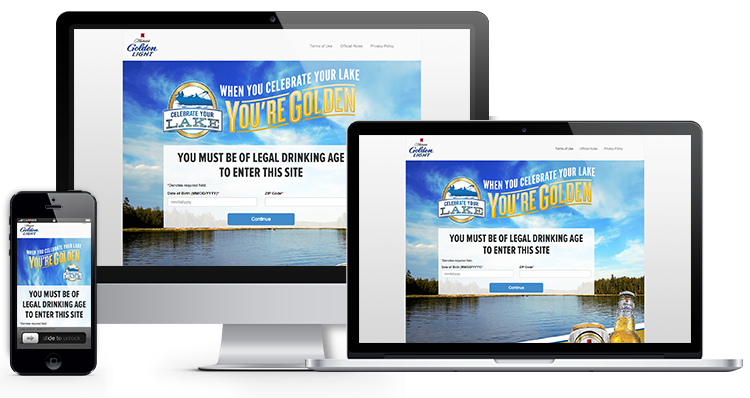 Golden
LIGHT
Terms of Use Official Rules Privacy Policy
WHEN YOU CELEBRATE YOUR LAKE
YOU'RE GOLDEN
CELEBRATE YOUR
LAKE
YOU MUST BE OF LEGAL DRINKING AGE
TO ENTER THIS SITE
*Denotes required field.
Date of Birth (MM/DD/YYYY)* ZIP Code*
mm/dd/yyyy
Continue
Golden
LIGHT
Terms of Use Official Rules Privacy Policy
WHEN YOU CELEBRATE YOUR LAKE
YOU'RE GOLDEN
CELEBRATE YOUR
LAKE
YOU MUST BE OF LEGAL DRINKING AGE
TO ENTER THIS SITE
*Denotes required field.
Date of Birth (MM/DD/YYYY)* ZIP Code*
mm/dd/yyyy
Continue
Golden
LIGHT
WHEN YOU CELEBRATE YOUR LAKE
YOU'RE GOLDEN
LAKE
YOU MUST BE OF
LEGAL DRINKING AGE
TO ENTER THIS SITE
*Denotes required field.
slide to unlock